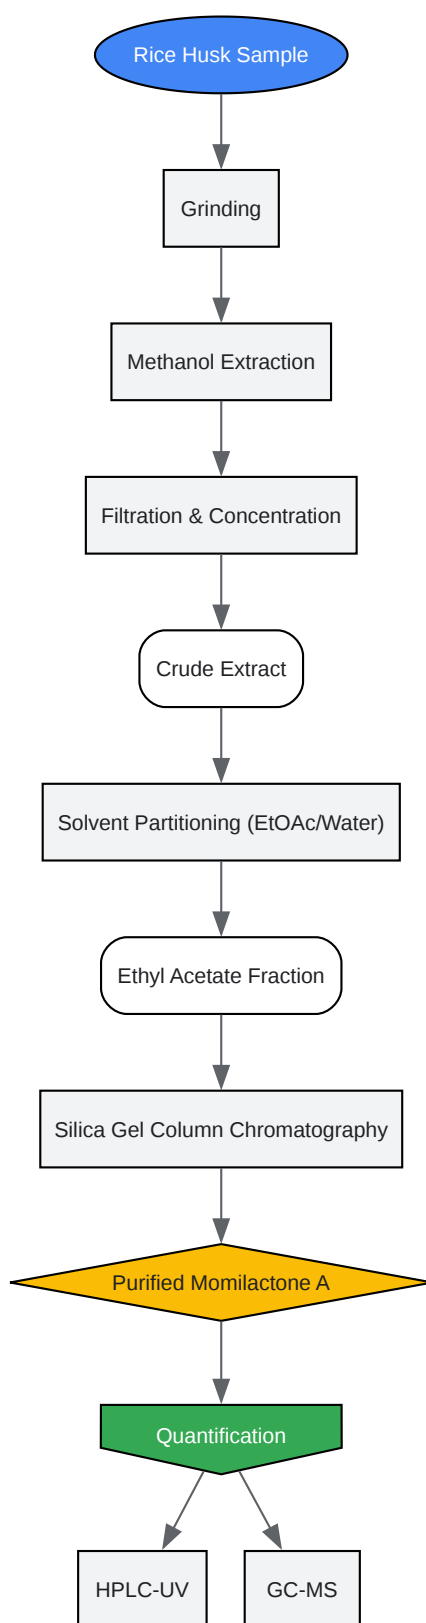 Rice Husk Sample
Grinding
Methanol Extraction
Filtration & Concentration
Crude Extract
Solvent Partitioning (EtOAc/Water)
Ethyl Acetate Fraction
Silica Gel Column Chromatography
Purified Momilactone A
Quantification
HPLC-UV
GC-MS